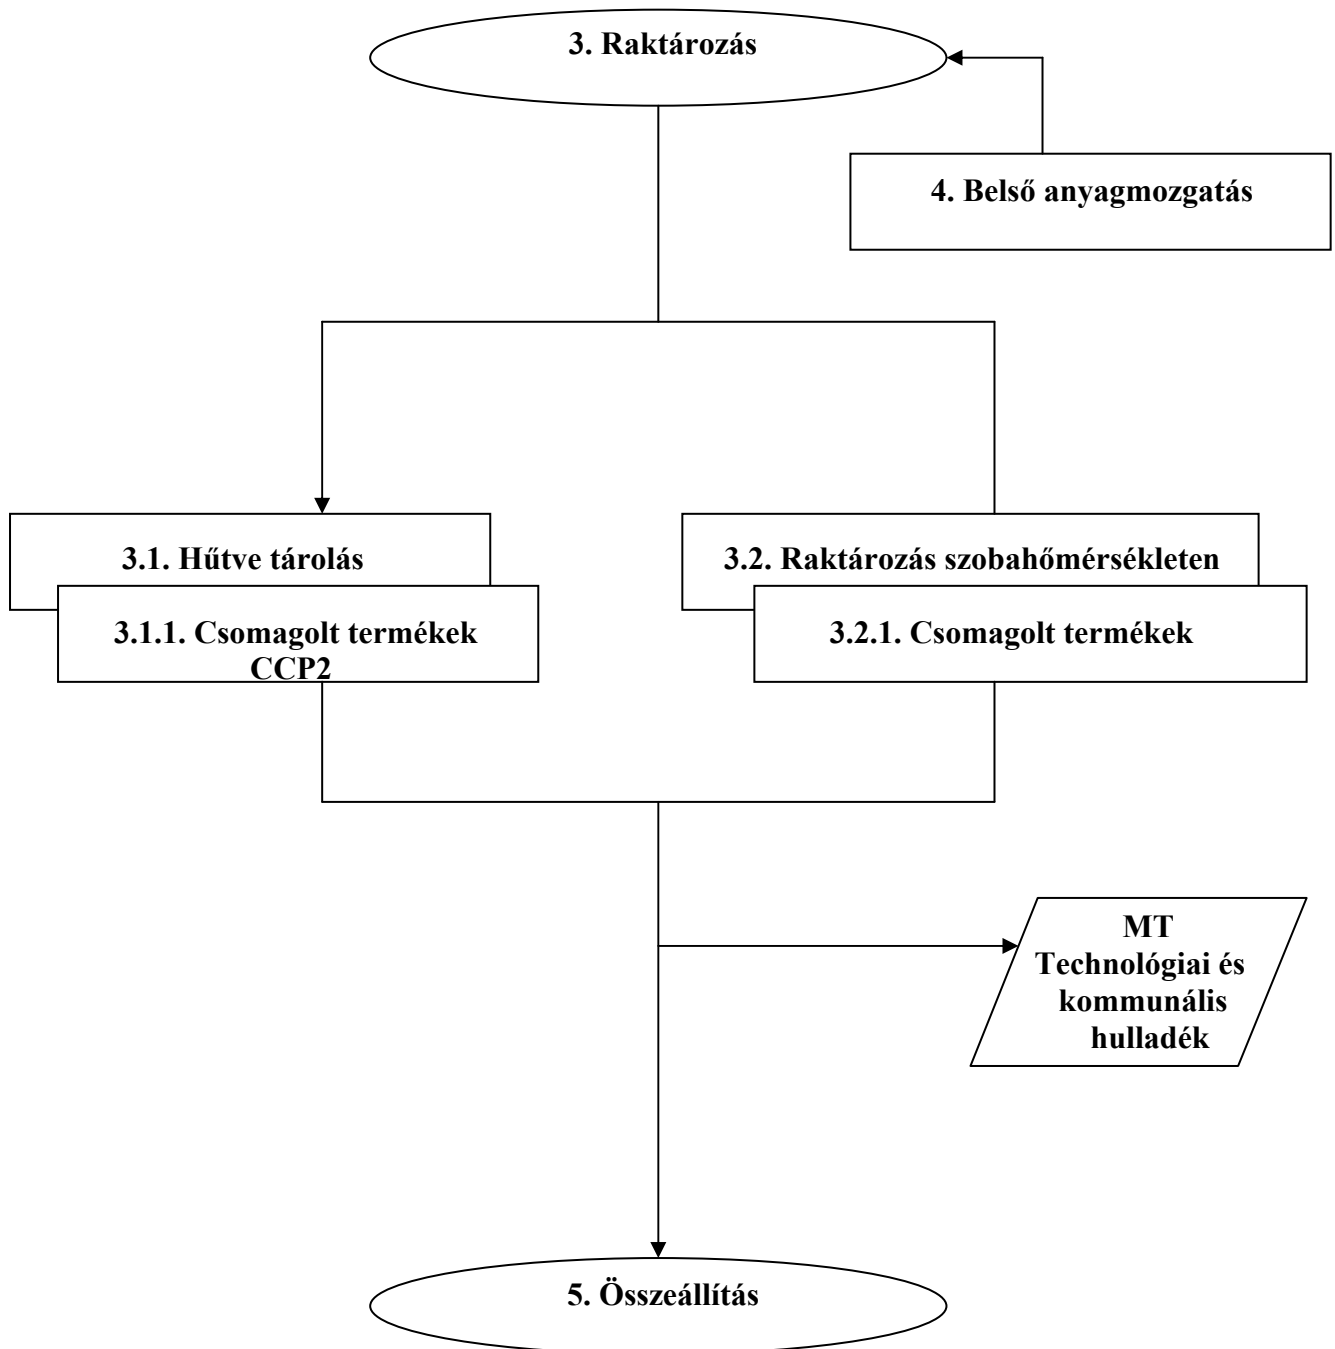 3. Raktározás
4. Belső anyagmozgatás
3.1. Hűtve tárolás
3.1.1. Csomagolt termékek
CCP2
3.2. Raktározás szobahőmérsékleten
3.2.1. Csomagolt termékek
MT
Technológiai és
kommunális
hulladék
5. Összeállítás